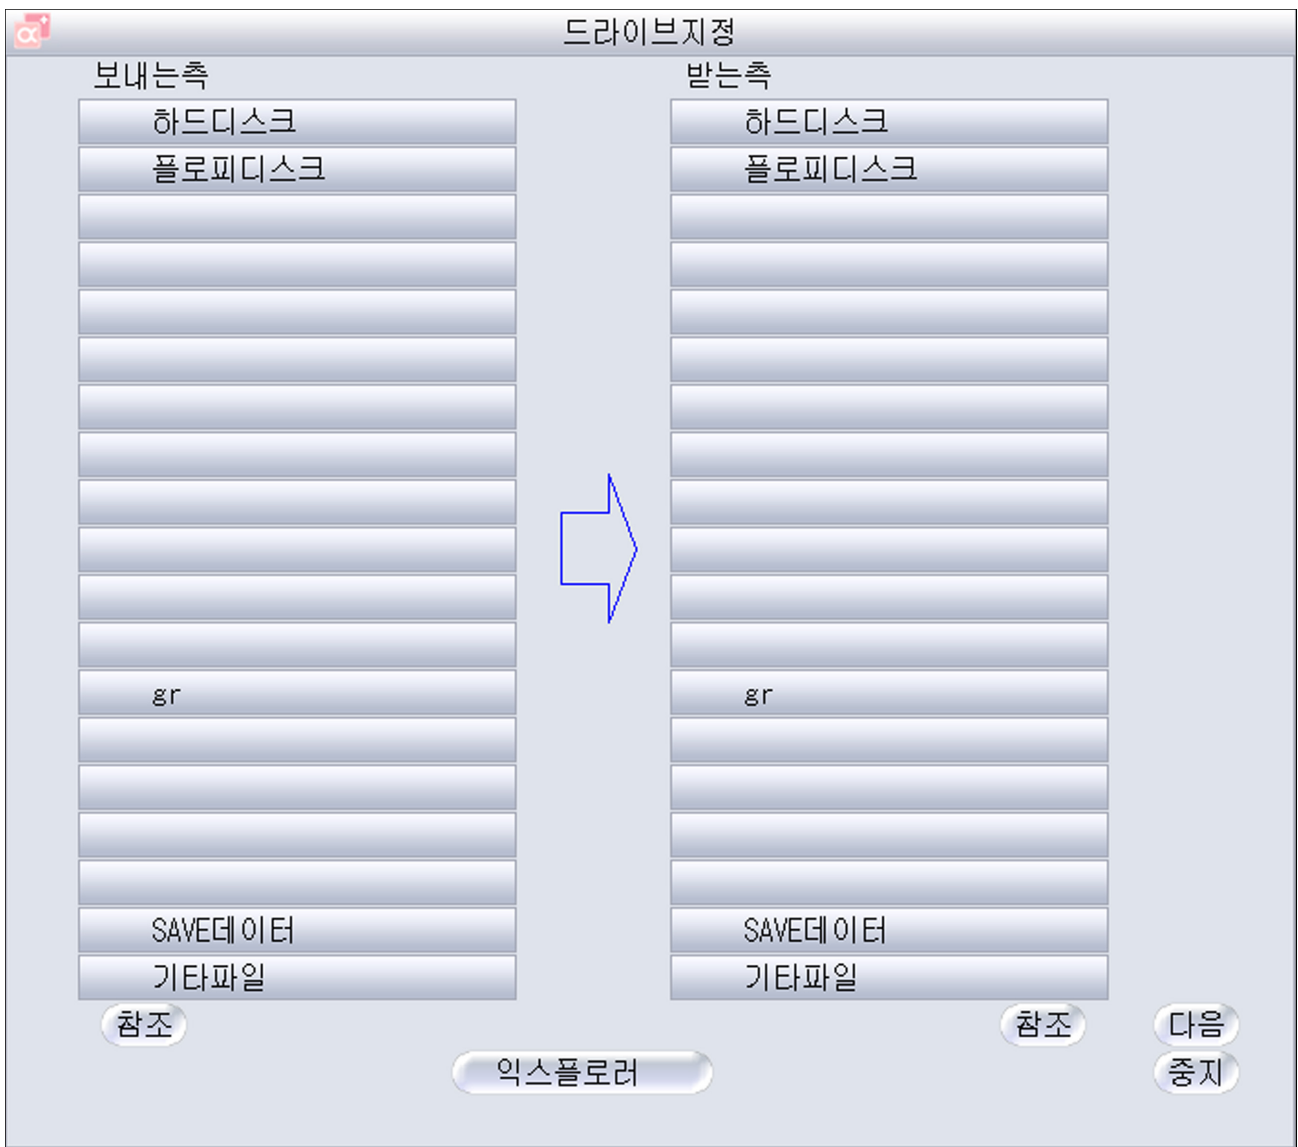 드라이브지정
보내는측
받는측
하드디스크
하드디스크
플로피디스크
플로피디스크
gr
gr
SAVE데이터
SAVE데이터
기타파일
기타파일
참조
참조
다음
익스플로러
중지